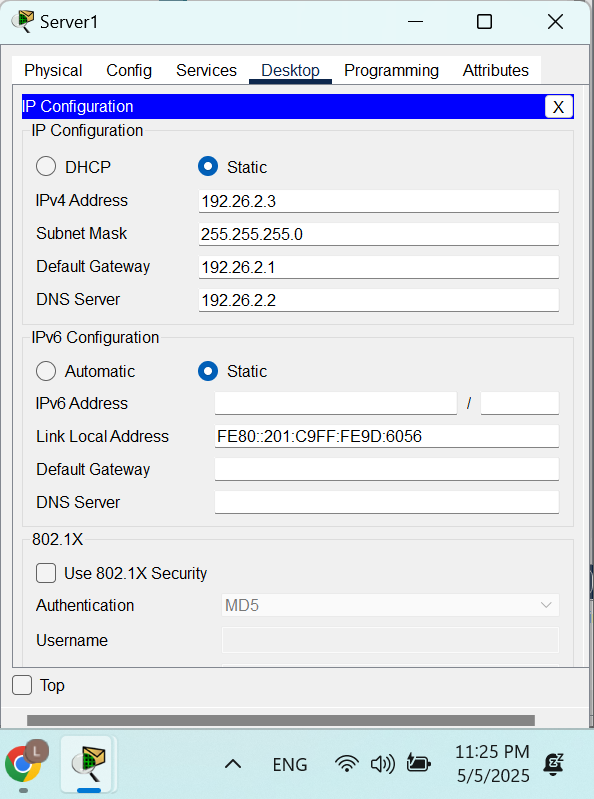 Server1
Physical Config Services Desktop Programming Attributes
IP Configuration X
IP Configuration
DHCP Static
IPv4 Address 192.26.2.3
Subnet Mask 255.255.255.0
Default Gateway 192.26.2.1
DNS Server 192.26.2.2
IPv6 Configuration
Automatic Static
IPv6 Address /
Link Local Address FE80::201:C9FF:FE9D:6056
Default Gateway
DNS Server
802.1X
Use 802.1X Security
Authentication MD5
Username
Top
L ENG 11:25 PM
5/5/2025